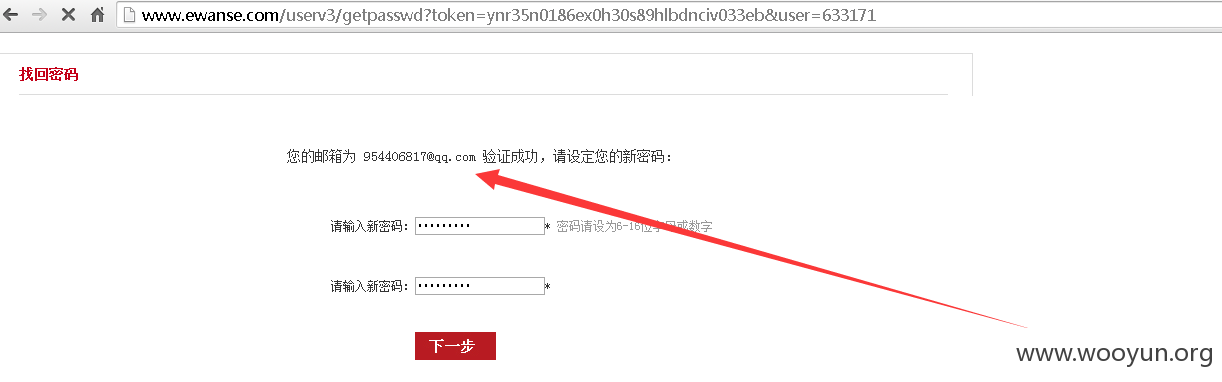 www.ewanse.com/userv3/getpasswd?token=ynr35n0186ex0h30s89hlbdnciv033eb&user=633171
找回密码
您的邮箱为 954406817@qq.com 验证成功，请设定您的新密码：
请输入新密码： ••••••••• * 密码请设为6-16位字母或数字
请输入新密码： ••••••••• *
下一步
www.wooyun.org